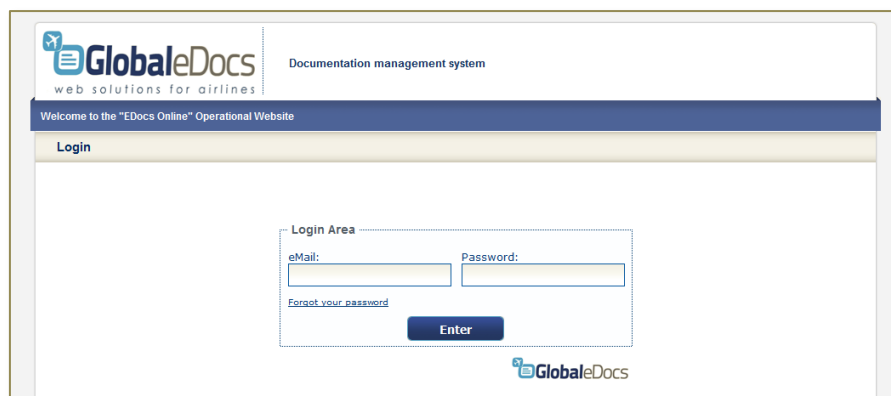 GlobaleDocs
web solutions for airlines
Documentation management system
Welcome to the "EDocs Online" Operational Website
Login
Login Area
eMail: Password:
Forgot your password
Enter
GlobaleDocs